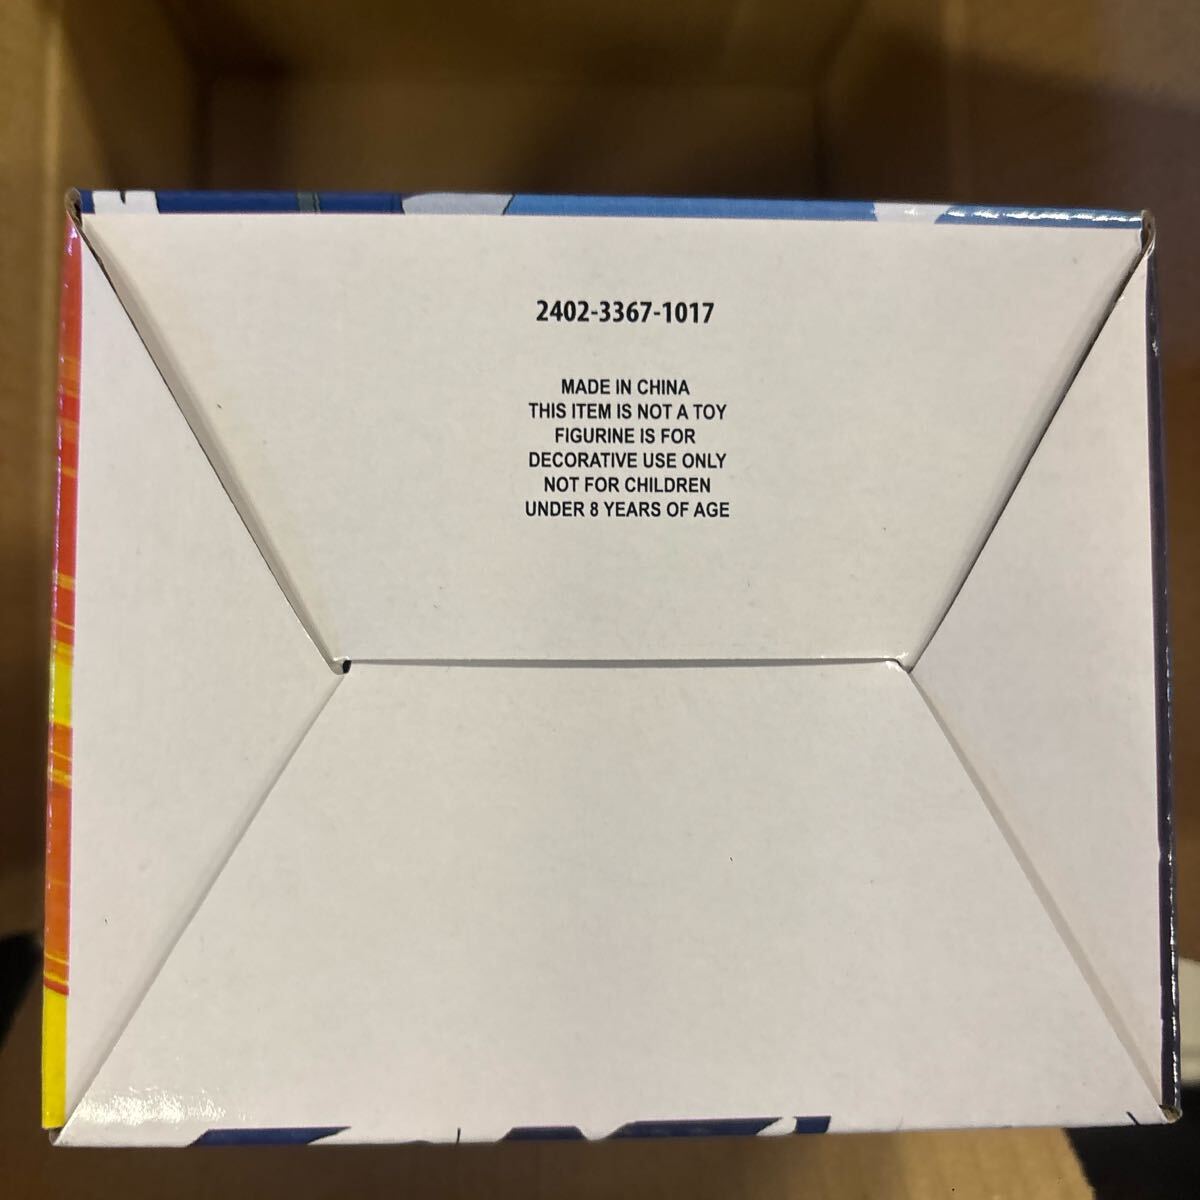 2402-3367-1017
MADE IN CHINA
THIS ITEM IS NOT A TOY
FIGURINE IS FOR
DECORATIVE USE ONLY
NOT FOR CHILDREN
UNDER 8 YEARS OF AGE